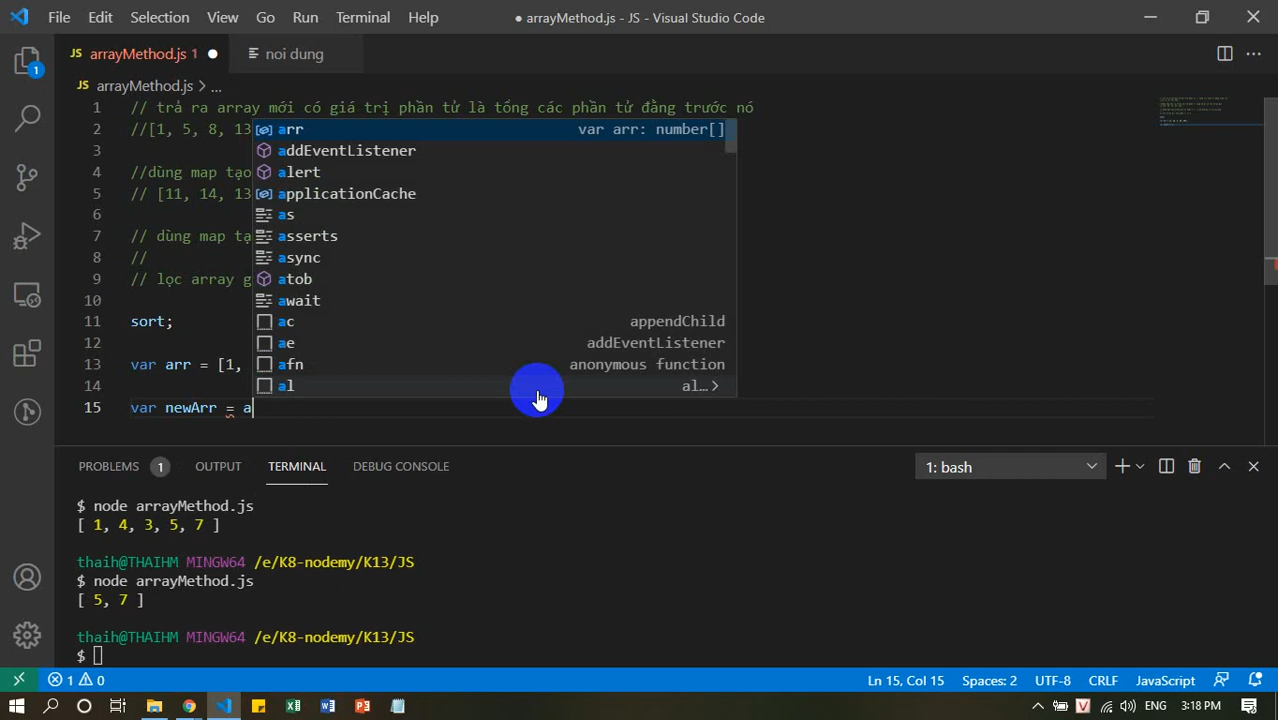 File Edit Selection View Go Run Terminal Help ● arrayMethod.js - JS - Visual Studio Code
JS arrayMethod.js 1 ● noi dung
JS arrayMethod.js > ...
1 // trả ra array mới có giá trị phần tử là tổng các phần tử đằng trước nó
2 //[1, 5, 8, 13
arr var arr: number[]
3
addEventListener
4 //dùng map tạo
alert
5 // [11, 14, 13
applicationCache
6
as
7 // dùng map tạ
asserts
8 //
async
9 // lọc array g
atob
10
await
11 sort;
ac appendChild
12
ae addEventListener
13 var arr = [1,
afn anonymous function
14
al al… >
15 var newArr = a
PROBLEMS 1 OUTPUT TERMINAL DEBUG CONSOLE 1: bash
$ node arrayMethod.js
[ 1, 4, 3, 5, 7 ]
thaih@THAIHM MINGW64 /e/K8-nodemy/K13/JS
$ node arrayMethod.js
[ 5, 7 ]
thaih@THAIHM MINGW64 /e/K8-nodemy/K13/JS
$
1 0 Ln 15, Col 15 Spaces: 2 UTF-8 CRLF JavaScript
ENG 3:18 PM